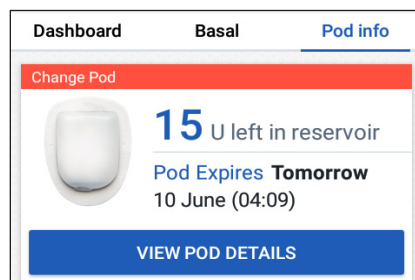 Dashboard Basal Pod info
Change Pod
15 U left in reservoir
Pod Expires Tomorrow
10 June (04:09)
VIEW POD DETAILS